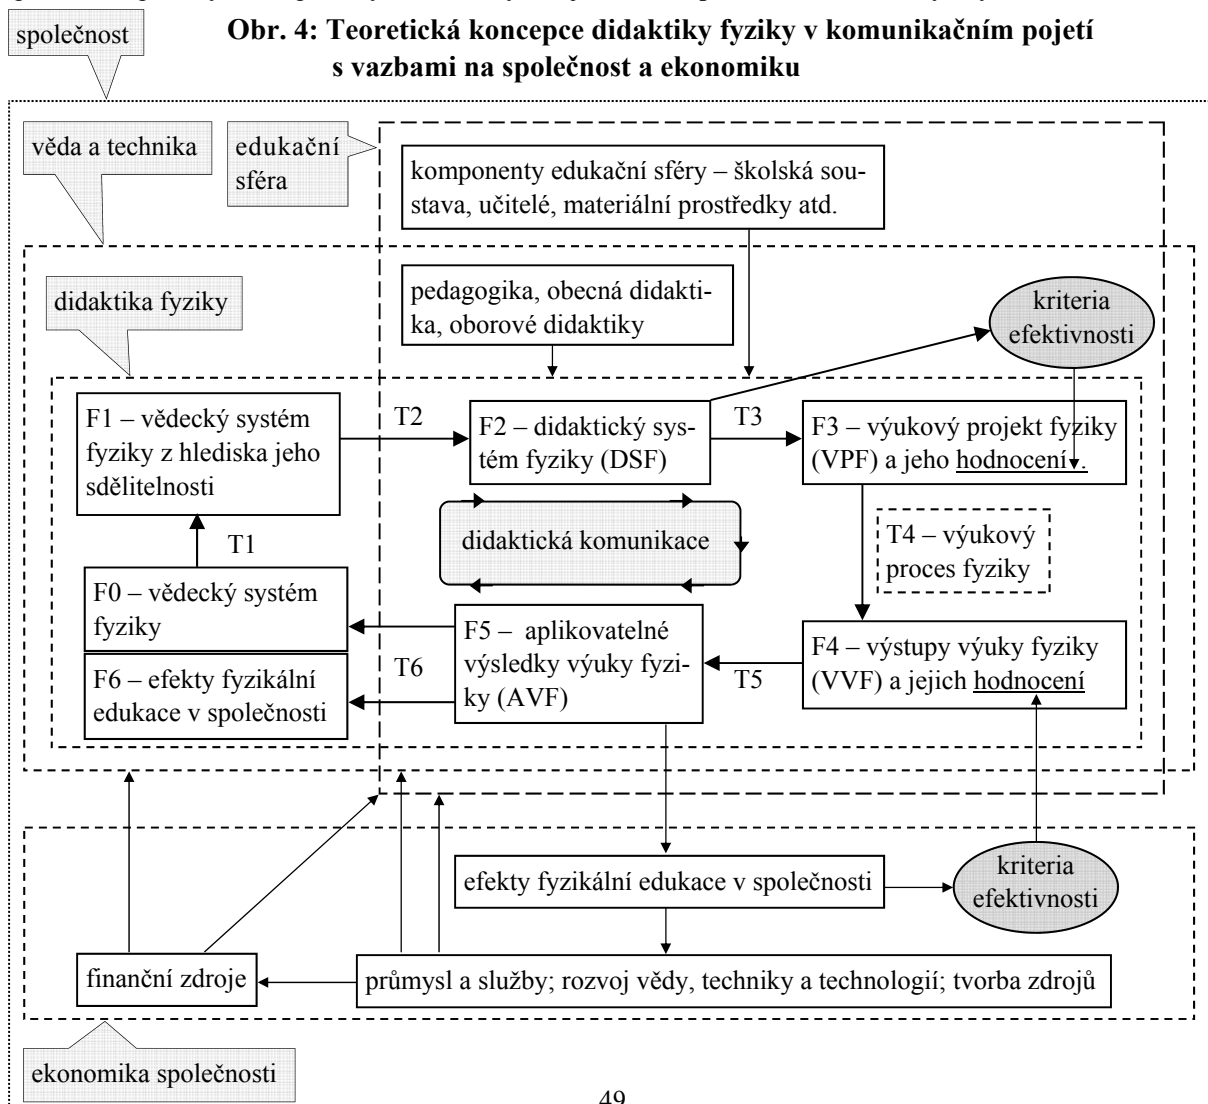 společnost
Obr. 4: Teoretická koncepce didaktiky fyziky v komunikačním pojetí
s vazbami na společnost a ekonomiku
věda a technika
edukační
sféra
komponenty edukační sféry – školská sou-
stava, učitelé, materiální prostředky atd.
didaktika fyziky
pedagogika, obecná didakti-
ka, oborové didaktiky
kriteria
efektivnosti
F1 – vědecký systém
fyziky z hlediska jeho
sdělitelnosti
T2
F2 – didaktický sys-
tém fyziky (DSF)
T3
F3 – výukový projekt fyziky
(VPF) a jeho hodnocení .
T1
didaktická komunikace
T4 – výukový
proces fyziky
F0 – vědecký systém
fyziky
F6 – efekty fyzikální
edukace v společnosti
T6
F5 – aplikovatelné
výsledky výuky fyzi-
ky (AVF)
T5
F4 – výstupy výuky fyziky
(VVF) a jejich hodnocení
efekty fyzikální edukace v společnosti
kriteria
efektivnosti
finanční zdroje
průmysl a služby; rozvoj vědy, techniky a technologií; tvorba zdrojů
ekonomika společnosti
49